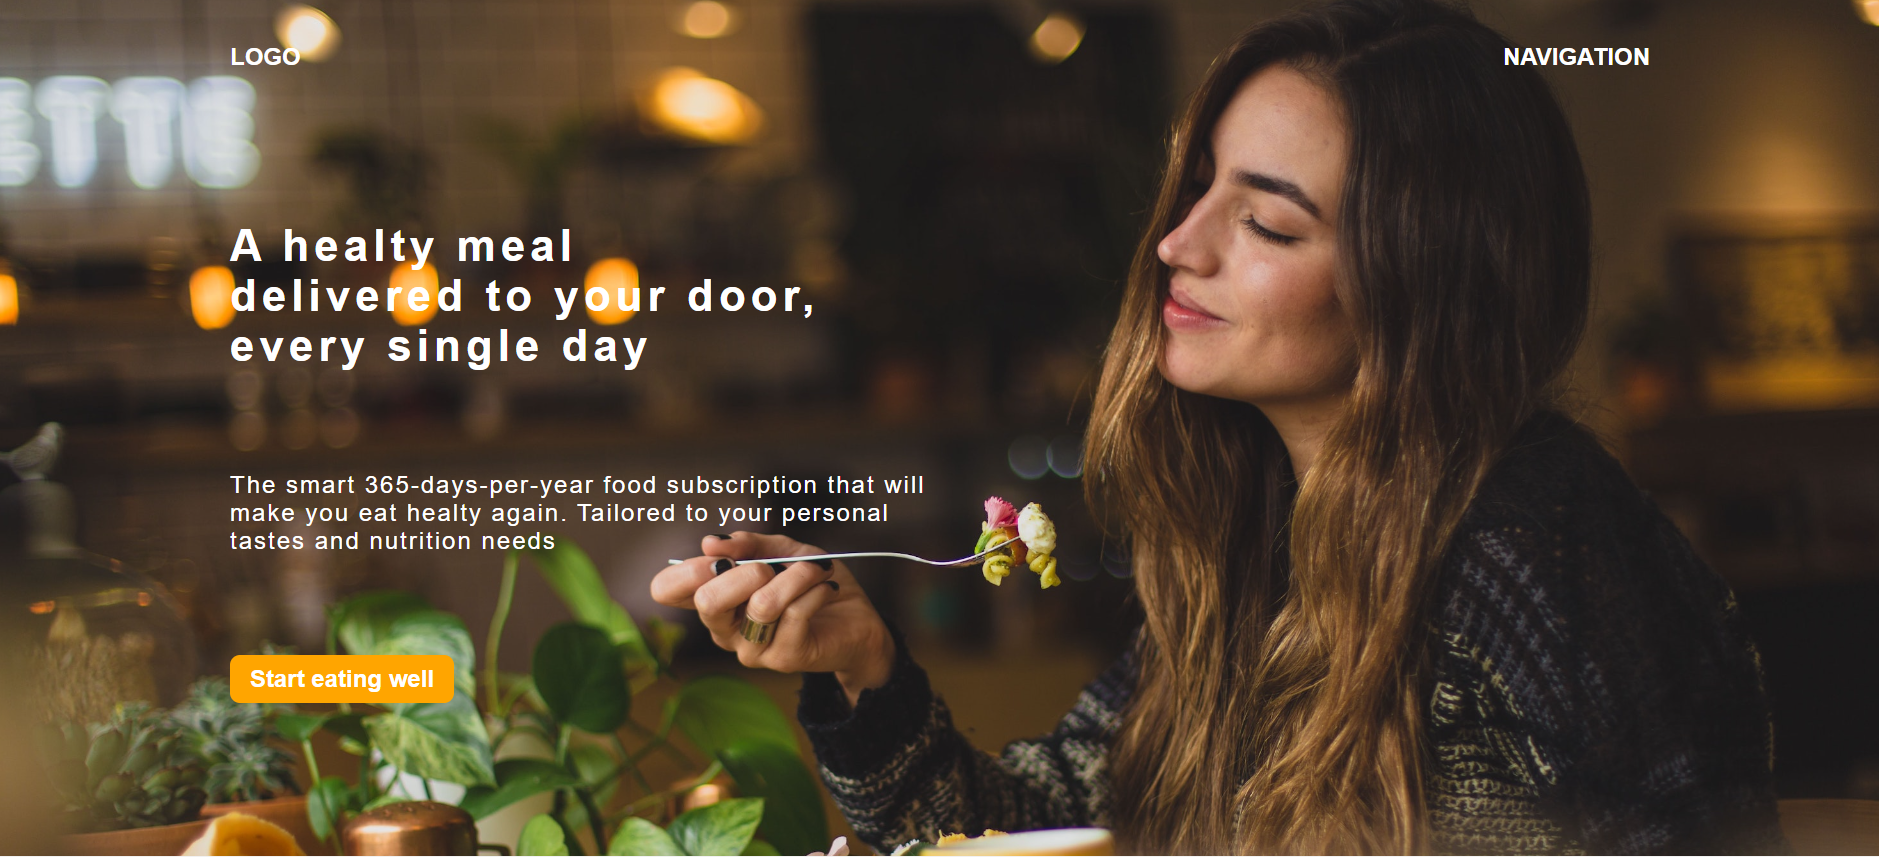 LOGO
NAVIGATION
ETTE
A healty meal
delivered to your door,
every single day
The smart 365-days-per-year food subscription that will
make you eat healty again. Tailored to your personal
tastes and nutrition needs
Start eating well